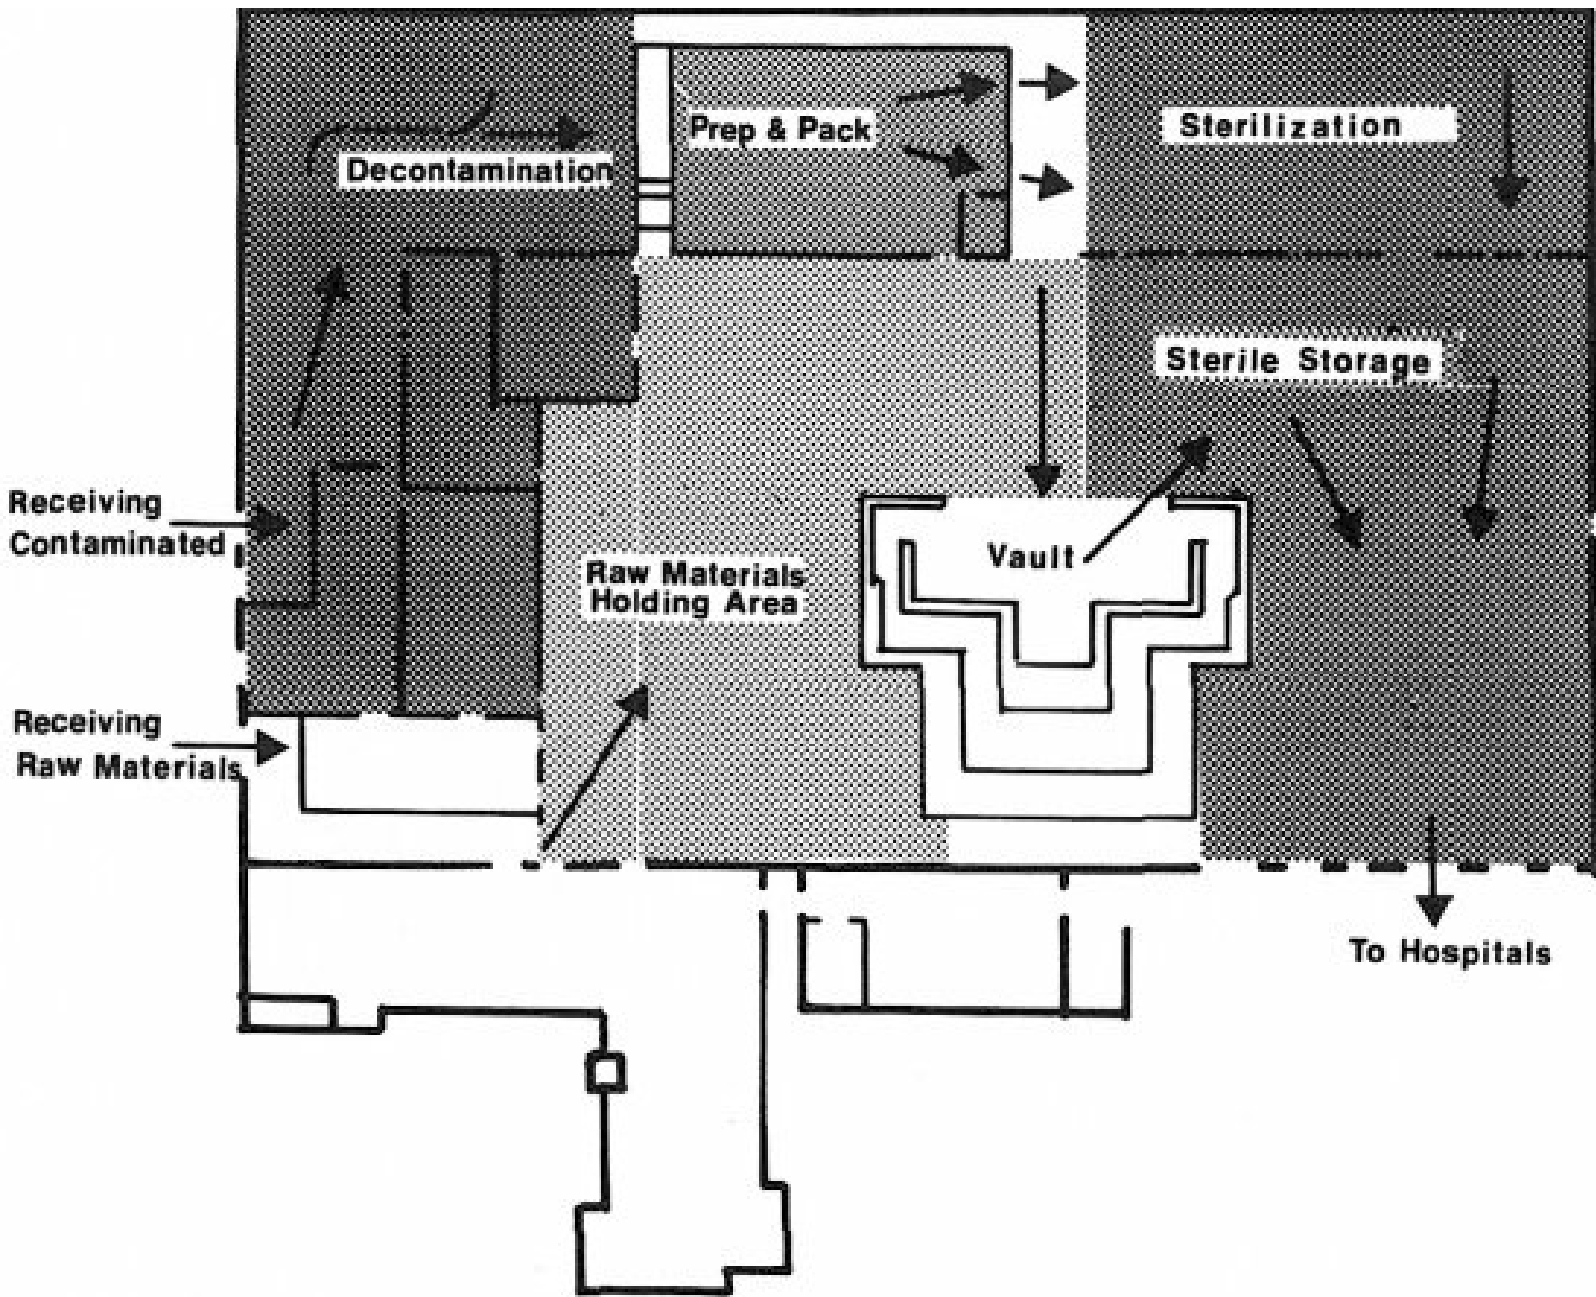 Prep & Pack
Sterilization
Decontamination
Sterile Storage
Receiving
Contaminated
Vault
Raw Materials
Holding Area
Receiving
Raw Materials
To Hospitals